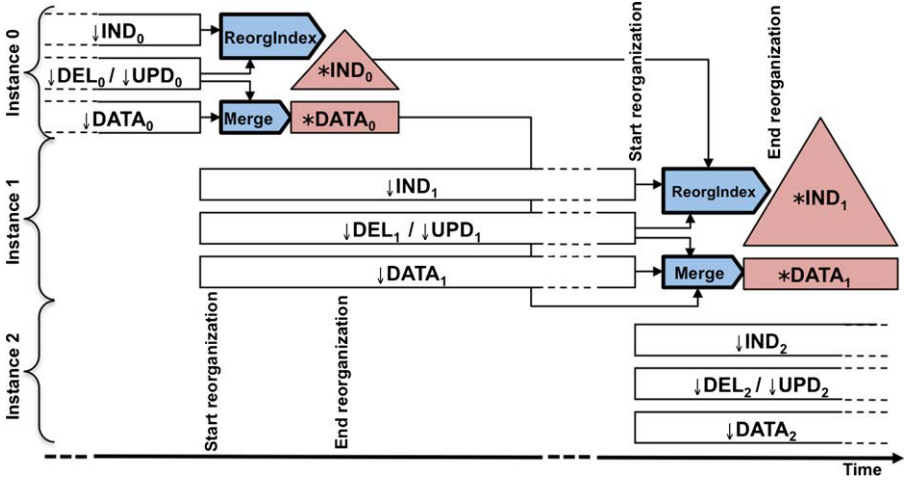 Instance 0
↓IND₀
ReorgIndex
∗IND₀
↓DEL₀ / ↓UPD₀
↓DATA₀
Merge
∗DATA₀
Start reorganization
End reorganization
Instance 1
↓IND₁
ReorgIndex
∗IND₁
↓DEL₁ / ↓UPD₁
↓DATA₁
Merge
∗DATA₁
Instance 2
Start reorganization
End reorganization
↓IND₂
↓DEL₂ / ↓UPD₂
↓DATA₂
Time